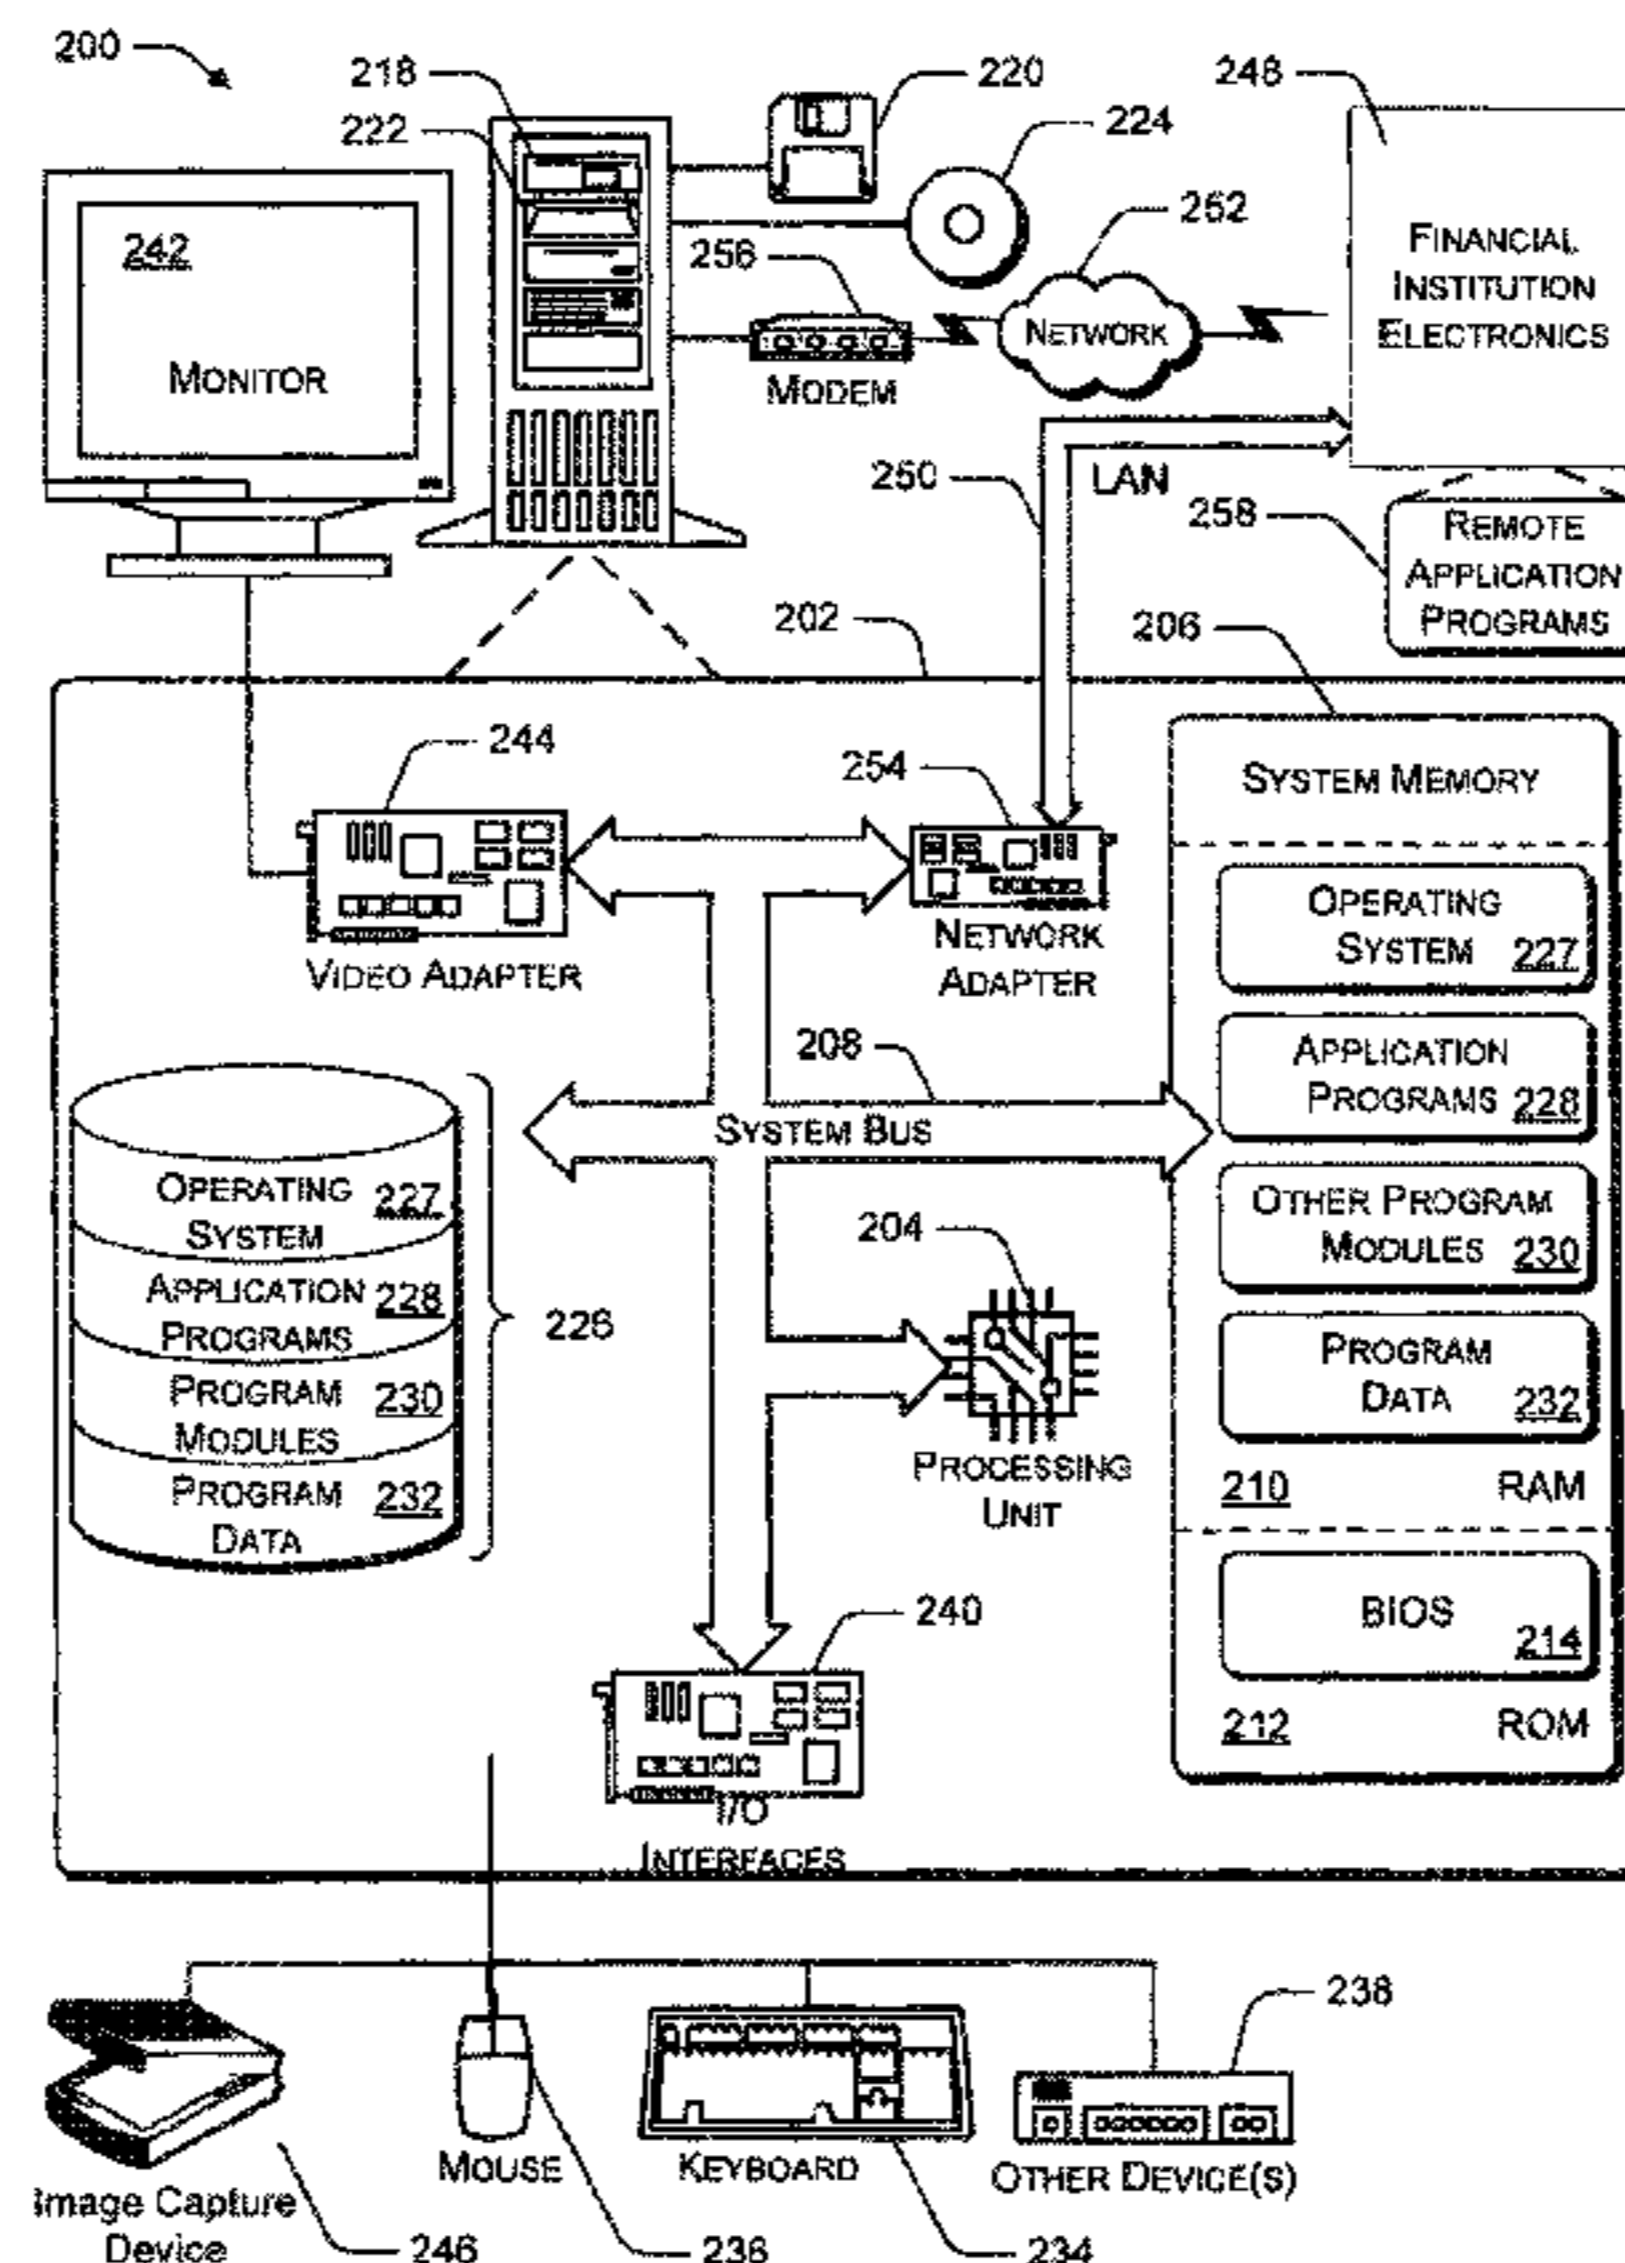 200
218
220
248
222
224
242
256
252
FINANCIAL
INSTITUTION
ELECTRONICS
NETWORK
MONITOR
MODEM
250
LAN
258
REMOTE
APPLICATION
PROGRAMS
202
206
244
254
SYSTEM MEMORY
OPERATING
SYSTEM 227
NETWORK
ADAPTER
VIDEO ADAPTER
208
APPLICATION
PROGRAMS 228
SYSTEM BUS
OPERATING 227
SYSTEM
APPLICATION 228
PROGRAMS
PROGRAM 230
MODULES
PROGRAM 232
DATA
226
204
OTHER PROGRAM
MODULES 230
PROGRAM
DATA 232
PROCESSING
UNIT
210 RAM
240
BIOS
214
212 ROM
I/O
INTERFACES
238
MOUSE
KEYBOARD
OTHER DEVICE(S)
Image Capture
Device
246
236
234